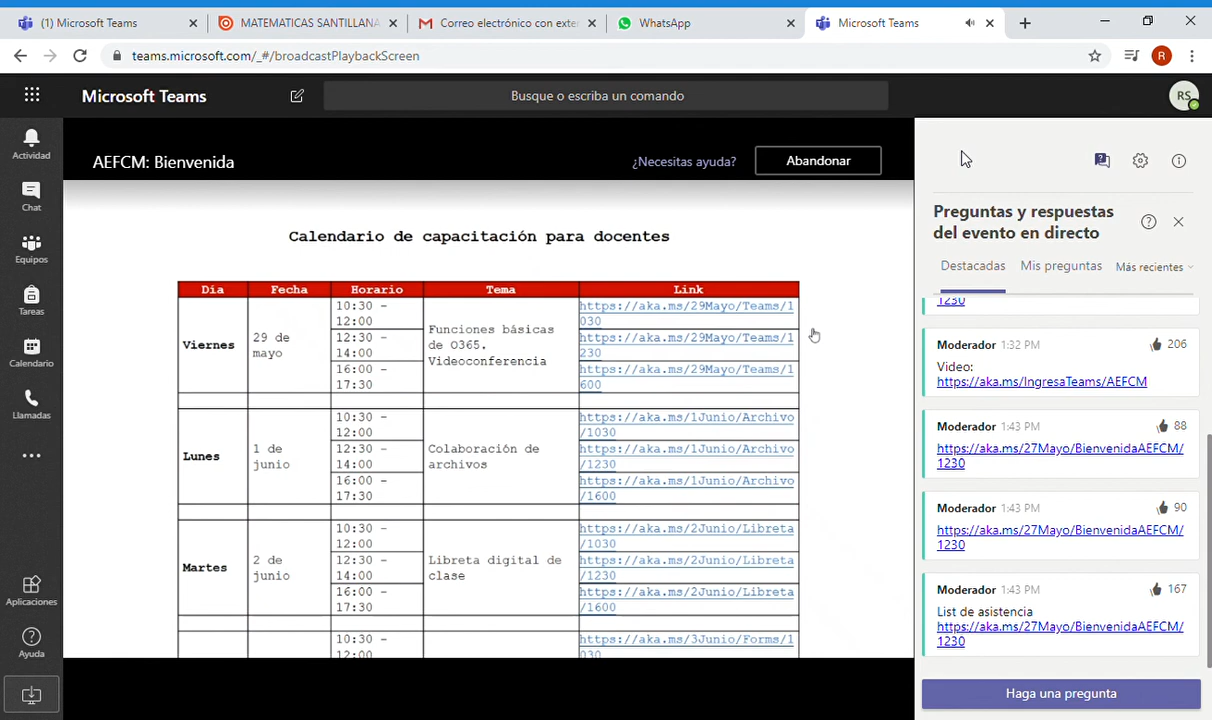 (1) Microsoft Teams
MATEMATICAS SANTILLANA
Correo electrónico con exter
WhatsApp
Microsoft Teams
teams.microsoft.com/_#/broadcastPlaybackScreen
R
Microsoft Teams
Busque o escriba un comando
RS
Actividad
Chat
Equipos
Tareas
Calendario
Llamadas
Aplicaciones
Ayuda
AEFCM: Bienvenida
¿Necesitas ayuda?
Abandonar
Calendario de capacitación para docentes
Día Fecha Horario Tema Link
Viernes
29 de
mayo
10:30 -
12:00
12:30 -
14:00
16:00 -
17:30
Funciones básicas
de O365.
Videoconferencia
https://aka.ms/29Mayo/Teams/1
030
https://aka.ms/29Mayo/Teams/1
230
https://aka.ms/29Mayo/Teams/1
600
Lunes
1 de
junio
10:30 -
12:00
12:30 -
14:00
16:00 -
17:30
Colaboración de
archivos
https://aka.ms/1Junio/Archivo
/1030
https://aka.ms/1Junio/Archivo
/1230
https://aka.ms/1Junio/Archivo
/1600
Martes
2 de
junio
10:30 -
12:00
12:30 -
14:00
16:00 -
17:30
Libreta digital de
clase
https://aka.ms/2Junio/Libreta
/1030
https://aka.ms/2Junio/Libreta
/1230
https://aka.ms/2Junio/Libreta
/1600
10:30 -
12:00
https://aka.ms/3Junio/Forms/1
030
Preguntas y respuestas
del evento en directo
Destacadas
Mis preguntas
Más recientes
1230
Moderador 1:32 PM 206
Video:
https://aka.ms/IngresaTeams/AEFCM
Moderador 1:43 PM 88
https://aka.ms/27Mayo/BienvenidaAEFCM/
1230
Moderador 1:43 PM 90
https://aka.ms/27Mayo/BienvenidaAEFCM/
1230
Moderador 1:43 PM 167
List de asistencia
https://aka.ms/27Mayo/BienvenidaAEFCM/
1230
Haga una pregunta